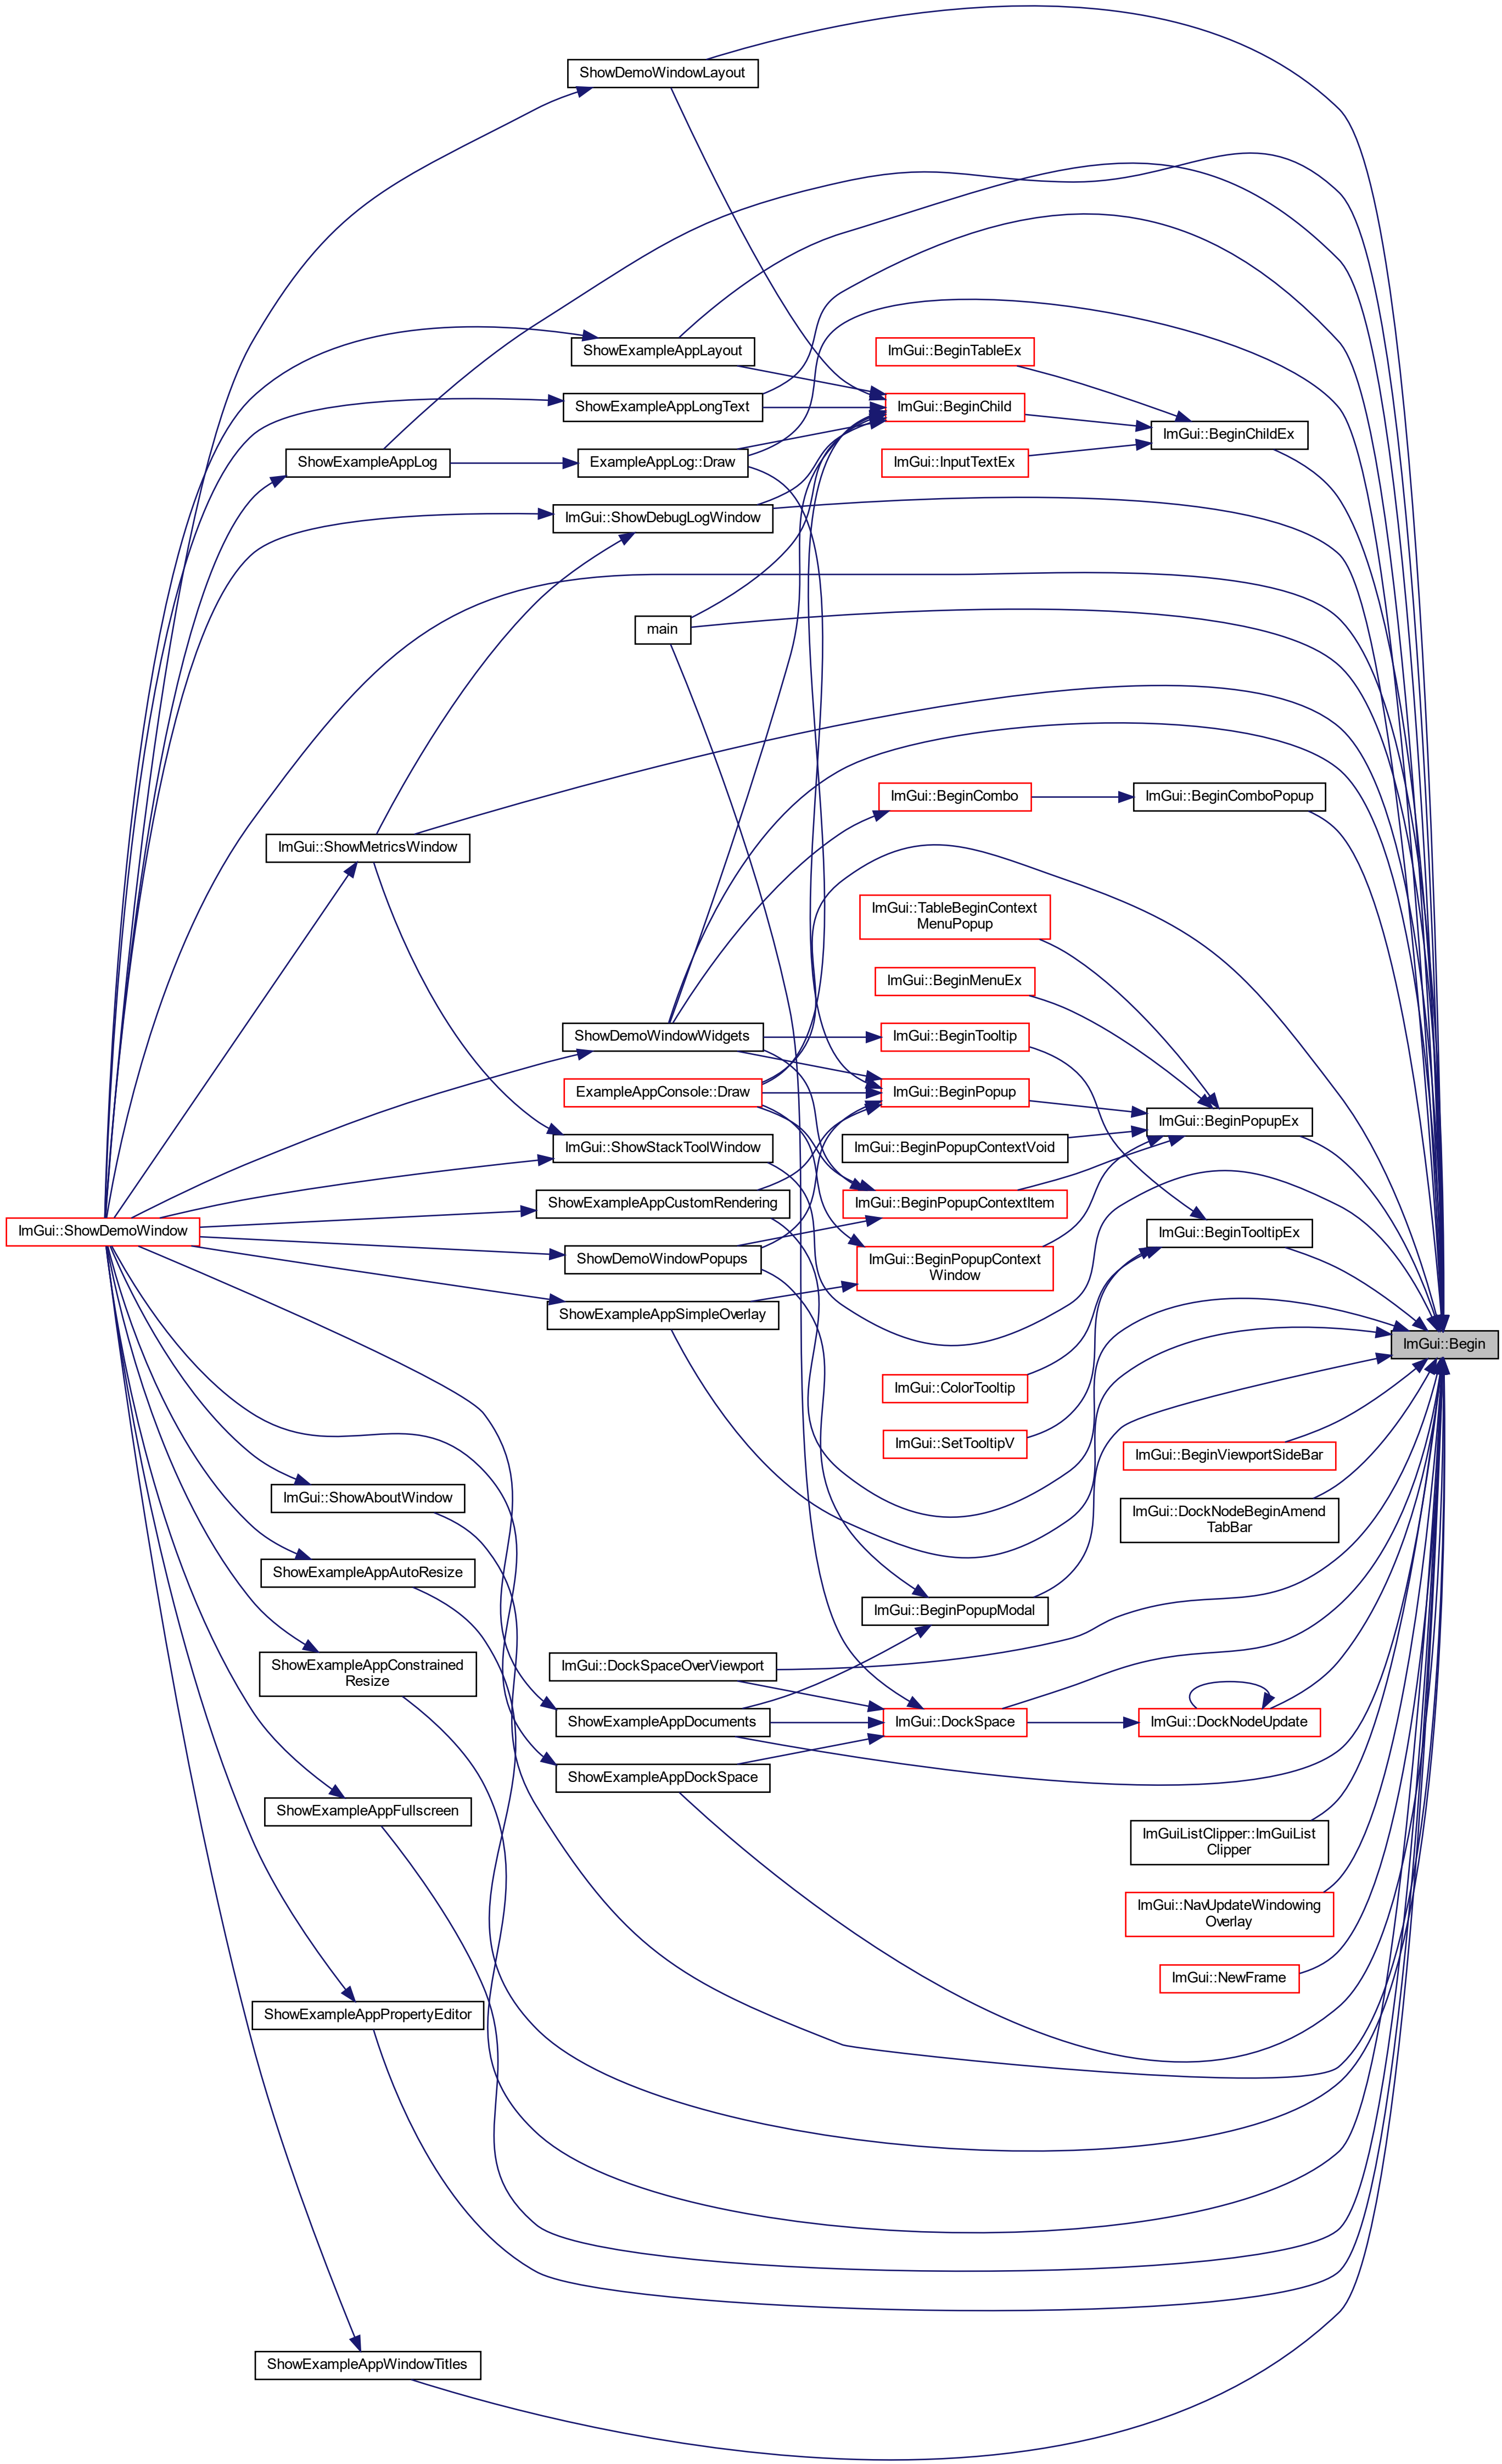 ShowDemoWindowLayout
ShowExampleAppLayout
ImGui::BeginTableEx
ShowExampleAppLongText
ImGui::BeginChild
ImGui::BeginChildEx
ShowExampleAppLog
ExampleAppLog::Draw
ImGui::InputTextEx
ImGui::ShowDebugLogWindow
main
ImGui::BeginCombo
ImGui::BeginComboPopup
ImGui::ShowMetricsWindow
ImGui::TableBeginContext
MenuPopup
ImGui::BeginMenuEx
ShowDemoWindowWidgets
ImGui::BeginTooltip
ExampleAppConsole::Draw
ImGui::BeginPopup
ImGui::BeginPopupEx
ImGui::ShowStackToolWindow
ImGui::BeginPopupContextVoid
ShowExampleAppCustomRendering
ImGui::BeginPopupContextItem
ImGui::ShowDemoWindow
ImGui::BeginTooltipEx
ShowDemoWindowPopups
ImGui::BeginPopupContext
Window
ShowExampleAppSimpleOverlay
ImGui::Begin
ImGui::ColorTooltip
ImGui::SetTooltipV
ImGui::BeginViewportSideBar
ImGui::ShowAboutWindow
ImGui::DockNodeBeginAmend
TabBar
ShowExampleAppAutoResize
ImGui::BeginPopupModal
ShowExampleAppConstrained
Resize
ImGui::DockSpaceOverViewport
ShowExampleAppDocuments
ImGui::DockSpace
ImGui::DockNodeUpdate
ShowExampleAppDockSpace
ShowExampleAppFullscreen
ImGuiListClipper::ImGuiList
Clipper
ImGui::NavUpdateWindowing
Overlay
ImGui::NewFrame
ShowExampleAppPropertyEditor
ShowExampleAppWindowTitles